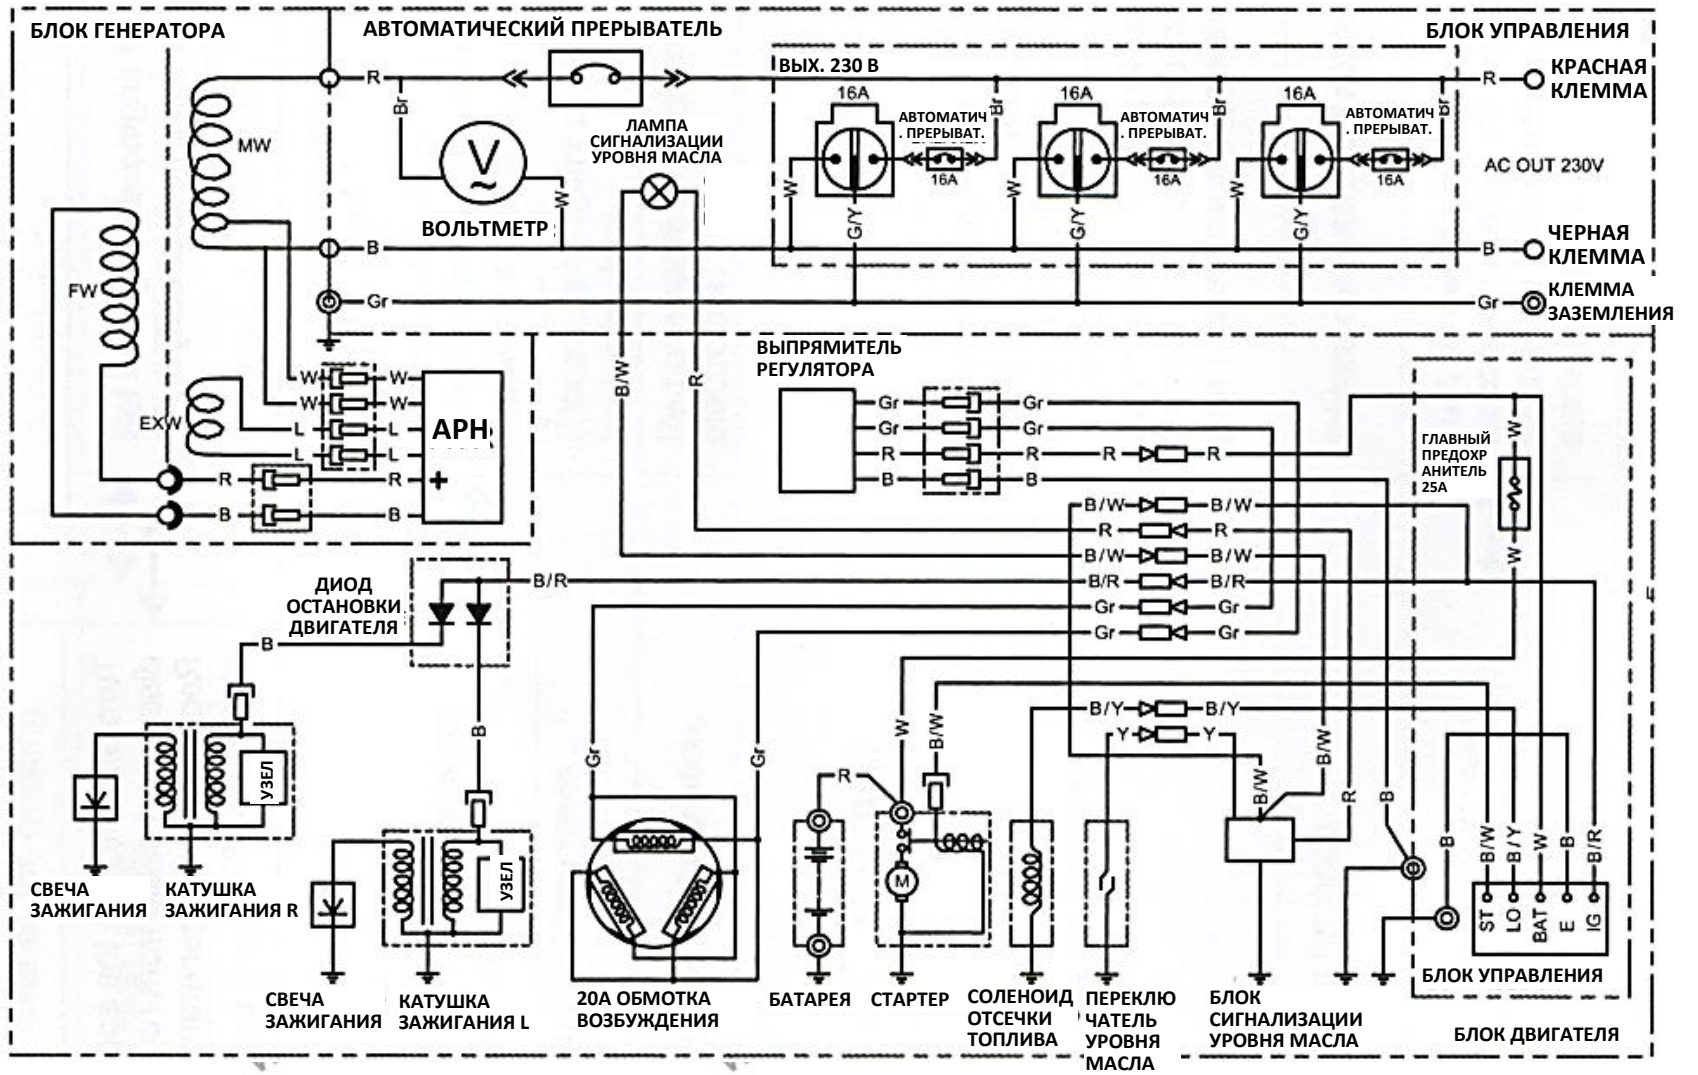 БЛОК ГЕНЕРАТОРА
АВТОМАТИЧЕСКИЙ ПРЕРЫВАТЕЛЬ
БЛОК УПРАВЛЕНИЯ
ВЫХ. 230 В
R
R
КРАСНАЯ
КЛЕММА
Br
16A
АВТОМАТИЧ
. ПРЕРЫВАТ.
Br
16A
АВТОМАТИЧ
. ПРЕРЫВАТ.
Br
16A
АВТОМАТИЧ
. ПРЕРЫВАТ.
Br
ЛАМПА
СИГНАЛИЗАЦИИ
УРОВНЯ МАСЛА
MW
V
~
16A
16A
16A
AC OUT 230V
W
W
W
W
ВОЛЬТМЕТР
G/Y
G/Y
G/Y
B
B
ЧЕРНАЯ
КЛЕММА
FW
Gr
Gr
КЛЕММА
ЗАЗЕМЛЕНИЯ
ВЫПРЯМИТЕЛЬ
РЕГУЛЯТОРА
B/W
R
W
W
W
W
EXW
L
L
L
L
АРН
R
R
+
B
B
Gr
Gr
Gr
Gr
R
R
R
R
B
B
ГЛАВНЫЙ
ПРЕДОХР
АНИТЕЛЬ
25А
W
W
B/W
B/W
R
R
B/W
B/W
B/R
B/R
B/R
Gr
Gr
Gr
Gr
ДИОД
ОСТАНОВКИ
ДВИГАТЕЛЯ
B
B
B/Y
B/Y
Y
Y
W
B/W
Gr
Gr
R
B/W
B/W
R
B
УЗЕЛ
УЗЕЛ
M
B
B/W
B/Y
W
B
B/R
ST
LO
BAT
E
IG
БЛОК УПРАВЛЕНИЯ
СВЕЧА
ЗАЖИГАНИЯ
КАТУШКА
ЗАЖИГАНИЯ R
СВЕЧА
ЗАЖИГАНИЯ
КАТУШКА
ЗАЖИГАНИЯ L
20А ОБМОТКА
ВОЗБУЖДЕНИЯ
БАТАРЕЯ
СТАРТЕР
СОЛЕНОИД
ОТСЕЧКИ
ТОПЛИВА
ПЕРЕКЛЮ
ЧАТЕЛЬ
УРОВНЯ
МАСЛА
БЛОК
СИГНАЛИЗАЦИИ
УРОВНЯ МАСЛА
БЛОК ДВИГАТЕЛЯ